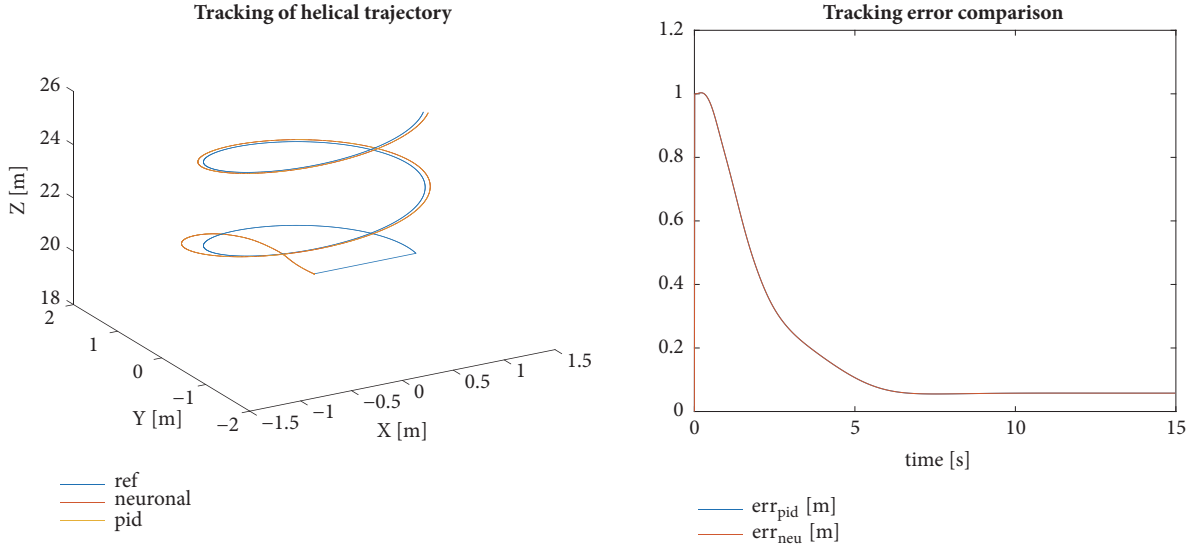 Tracking of helical trajectory
26
24
22
20
18
Z [m]
2
1
0
−1
−2
Y [m]
−1.5
−1
−0.5
0
0.5
1
1.5
X [m]
ref
neuronal
pid
Tracking error comparison
1.2
1
0.8
0.6
0.4
0.2
0
0 5 10 15
time [s]
err_pid [m]
err_neu [m]